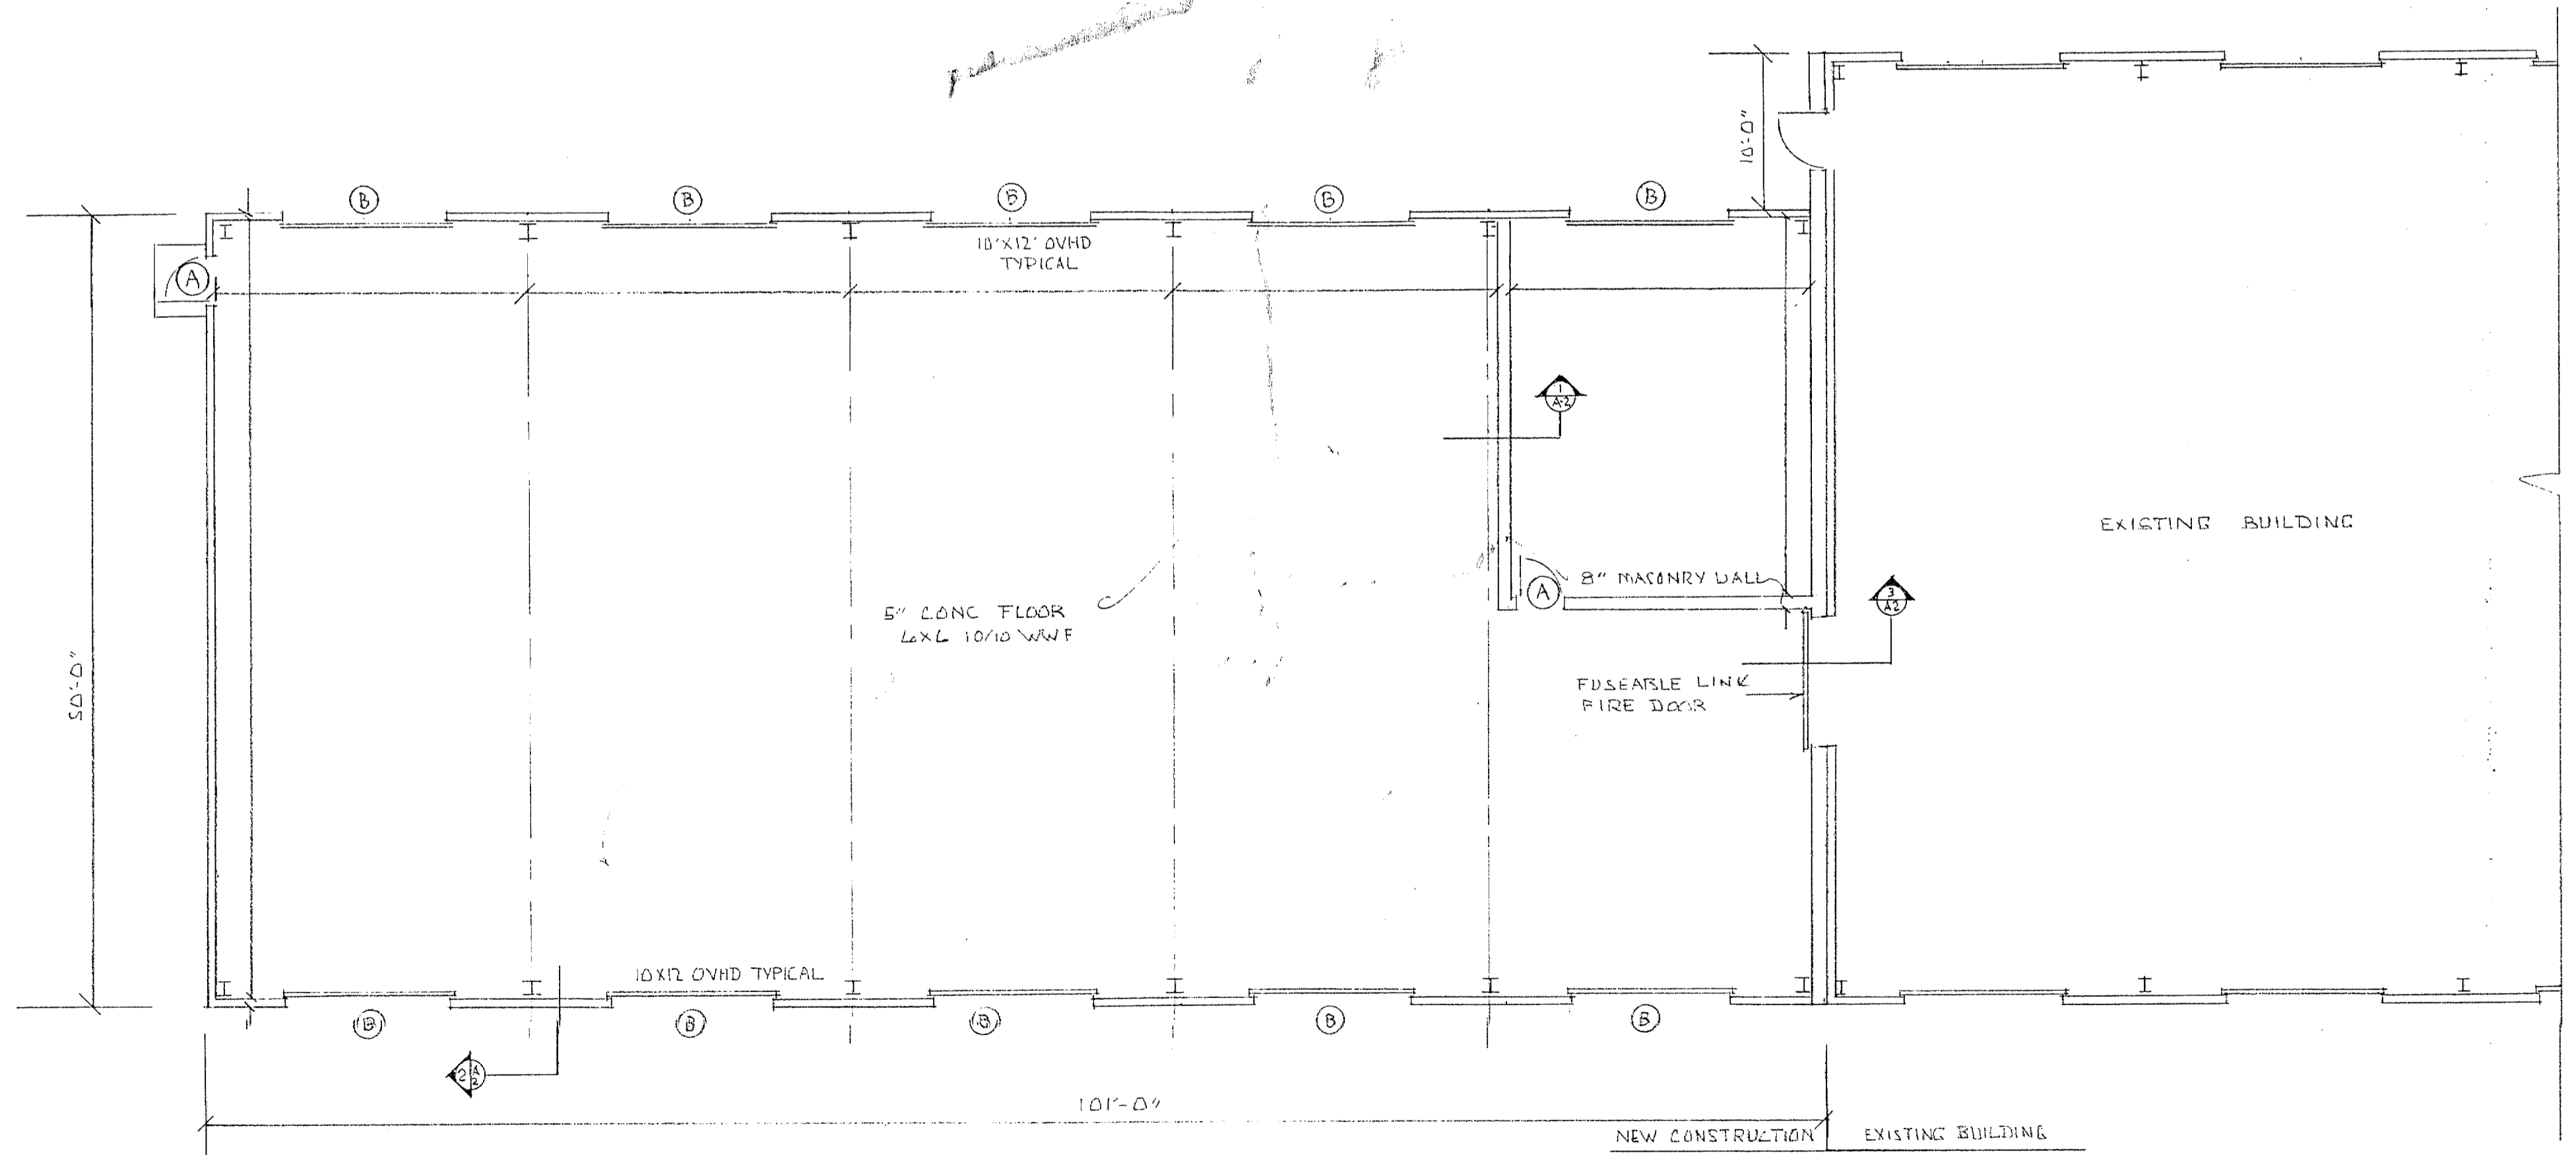 10'-0"
B
B
B
B
B
A
10'X12' OVHD
TYPICAL
1
A-2
EXISTING BUILDING
8" MASONRY WALL
A
3
A2
5" CONC FLOOR
6X6 10/10 WWF
50'-0"
FUSEABLE LINK
FIRE DOOR
10X12 OVHD TYPICAL
B
B
B
B
B
2
A
2
101'-0"
NEW CONSTRUCTION
EXISTING BUILDING